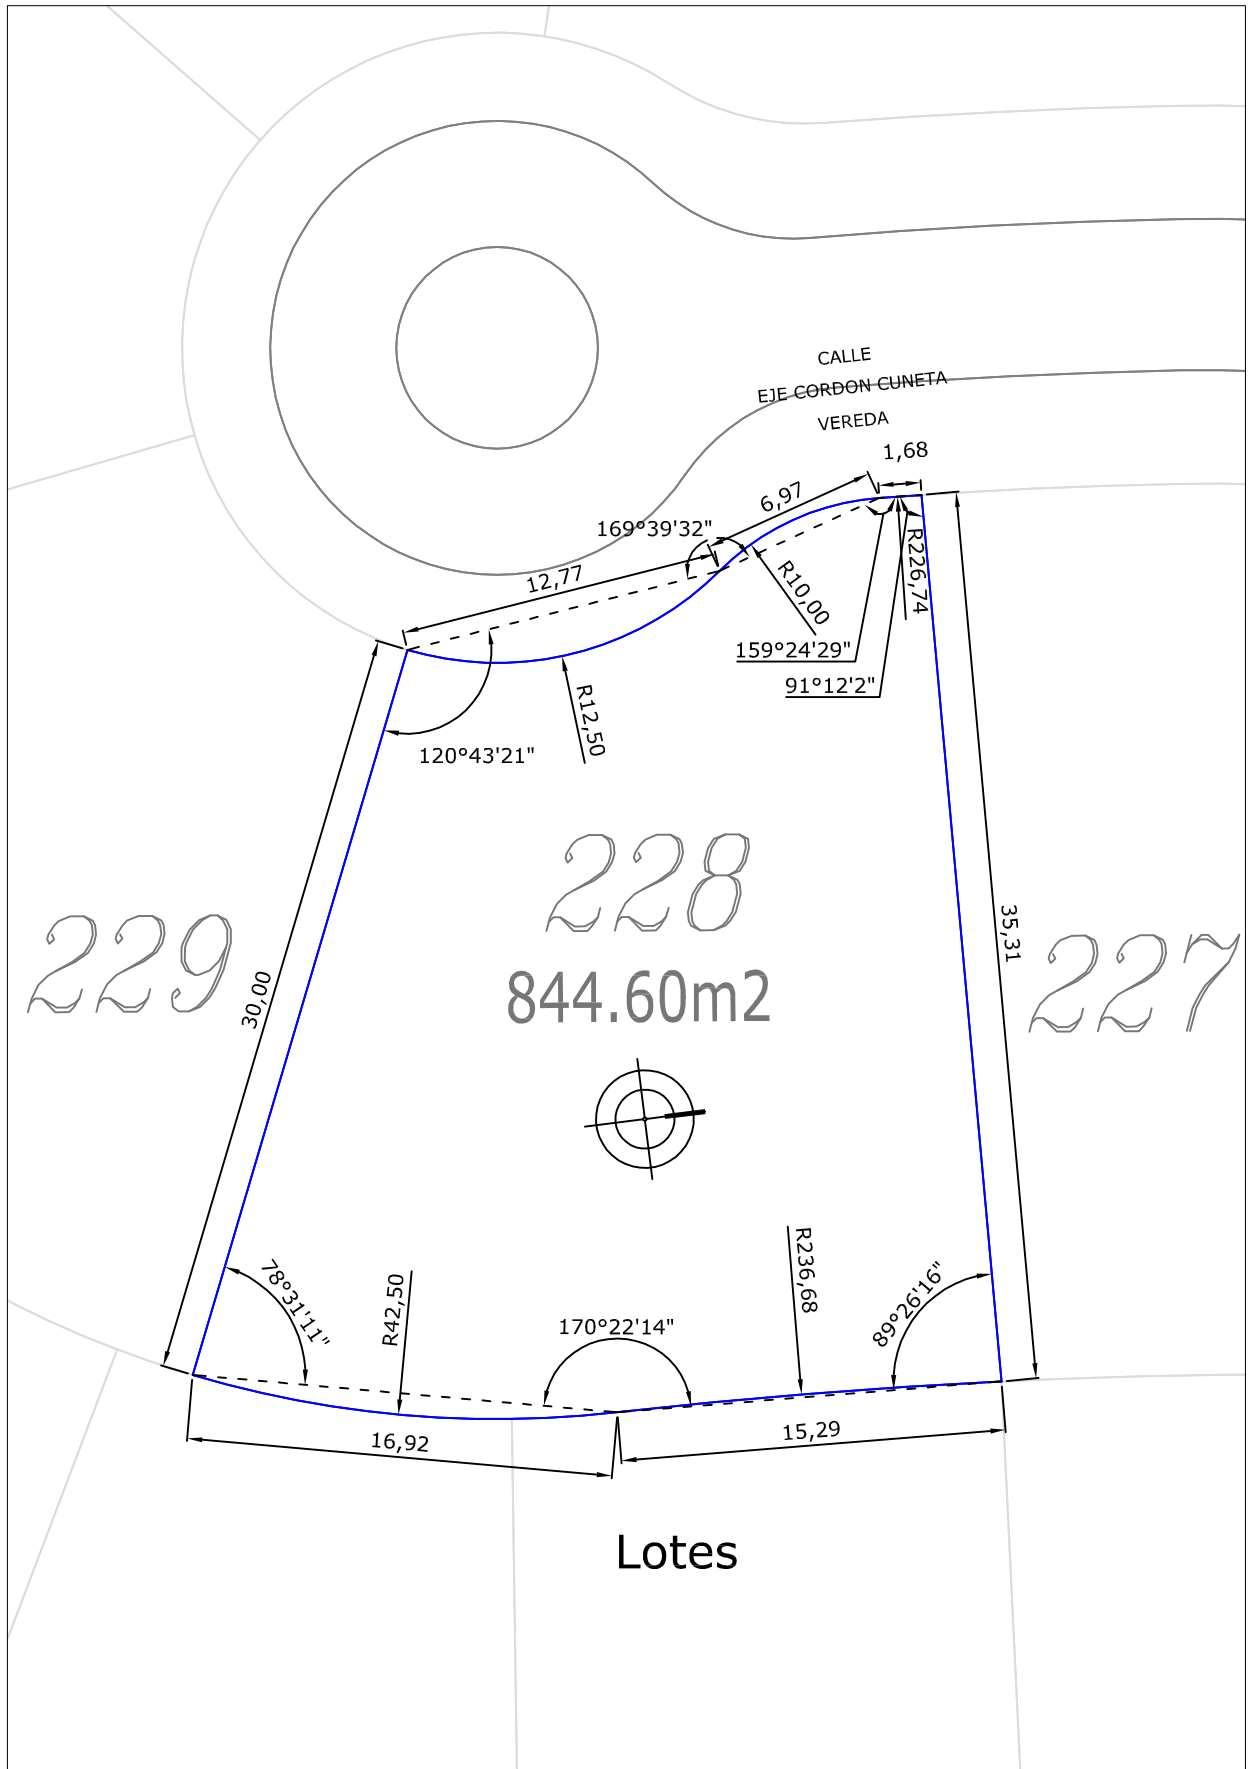 CALLE
EJE CORDON CUNETA
VEREDA
1,68
6,97
169°39'32"
12,77
R10,00
R226,74
159°24'29"
91°12'2"
R12,50
120°43'21"
228
229
35,31
227
30,00
844.60m2
R236,68
78°31'11"
R42,50
170°22'14"
89°26'16"
16,92
15,29
Lotes